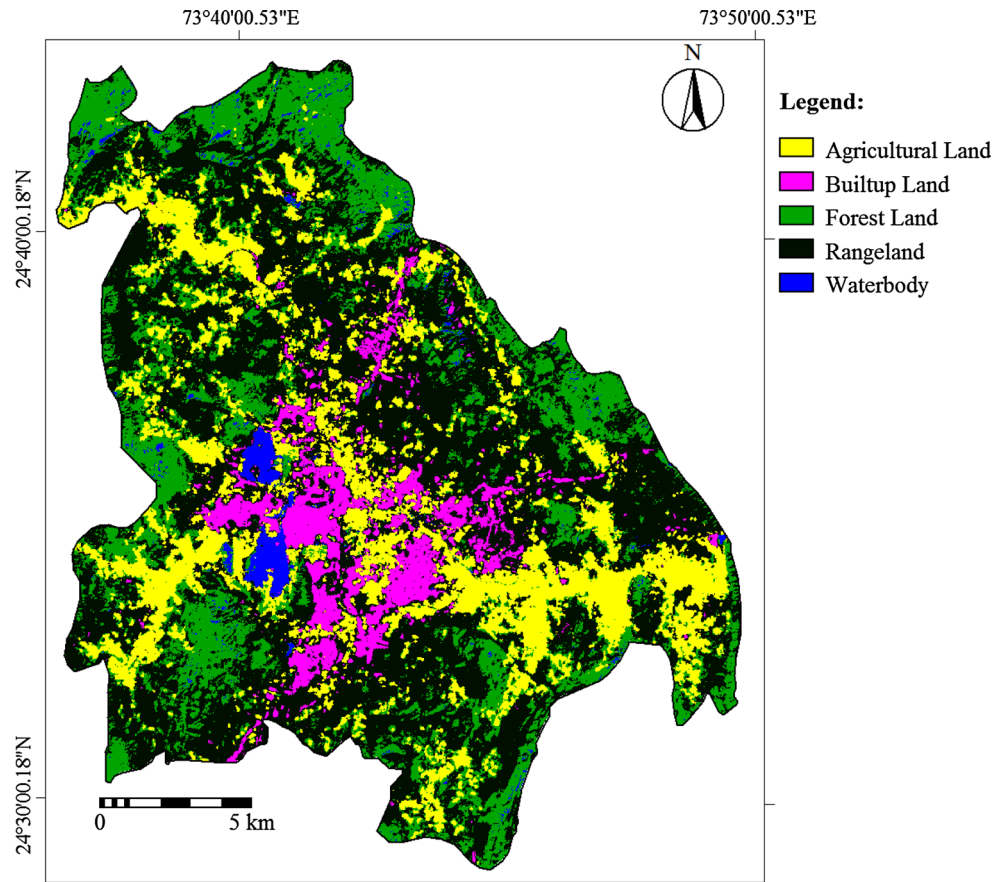 73°40'00.53"E
73°50'00.53"E
N
Legend:
Agricultural Land
Builtup Land
Forest Land
Rangeland
Waterbody
24°40'00.18"N
24°30'00.18"N
0
5 km